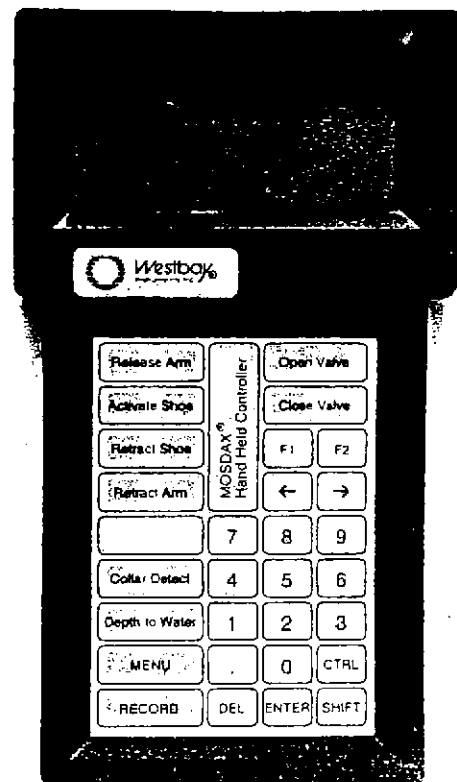 Westbay®
Instruments Inc.
Release Arm
Open Valve
Activate Shoe
Close Valve
MOSDAX®
Hand Held Controller
Retract Shoe
F1 F2
Retract Arm
← →
7 8 9
Collar Detect 4 5 6
Depth to Water 1 2 3
MENU . 0 CTRL
RECORD DEL ENTER SHIFT